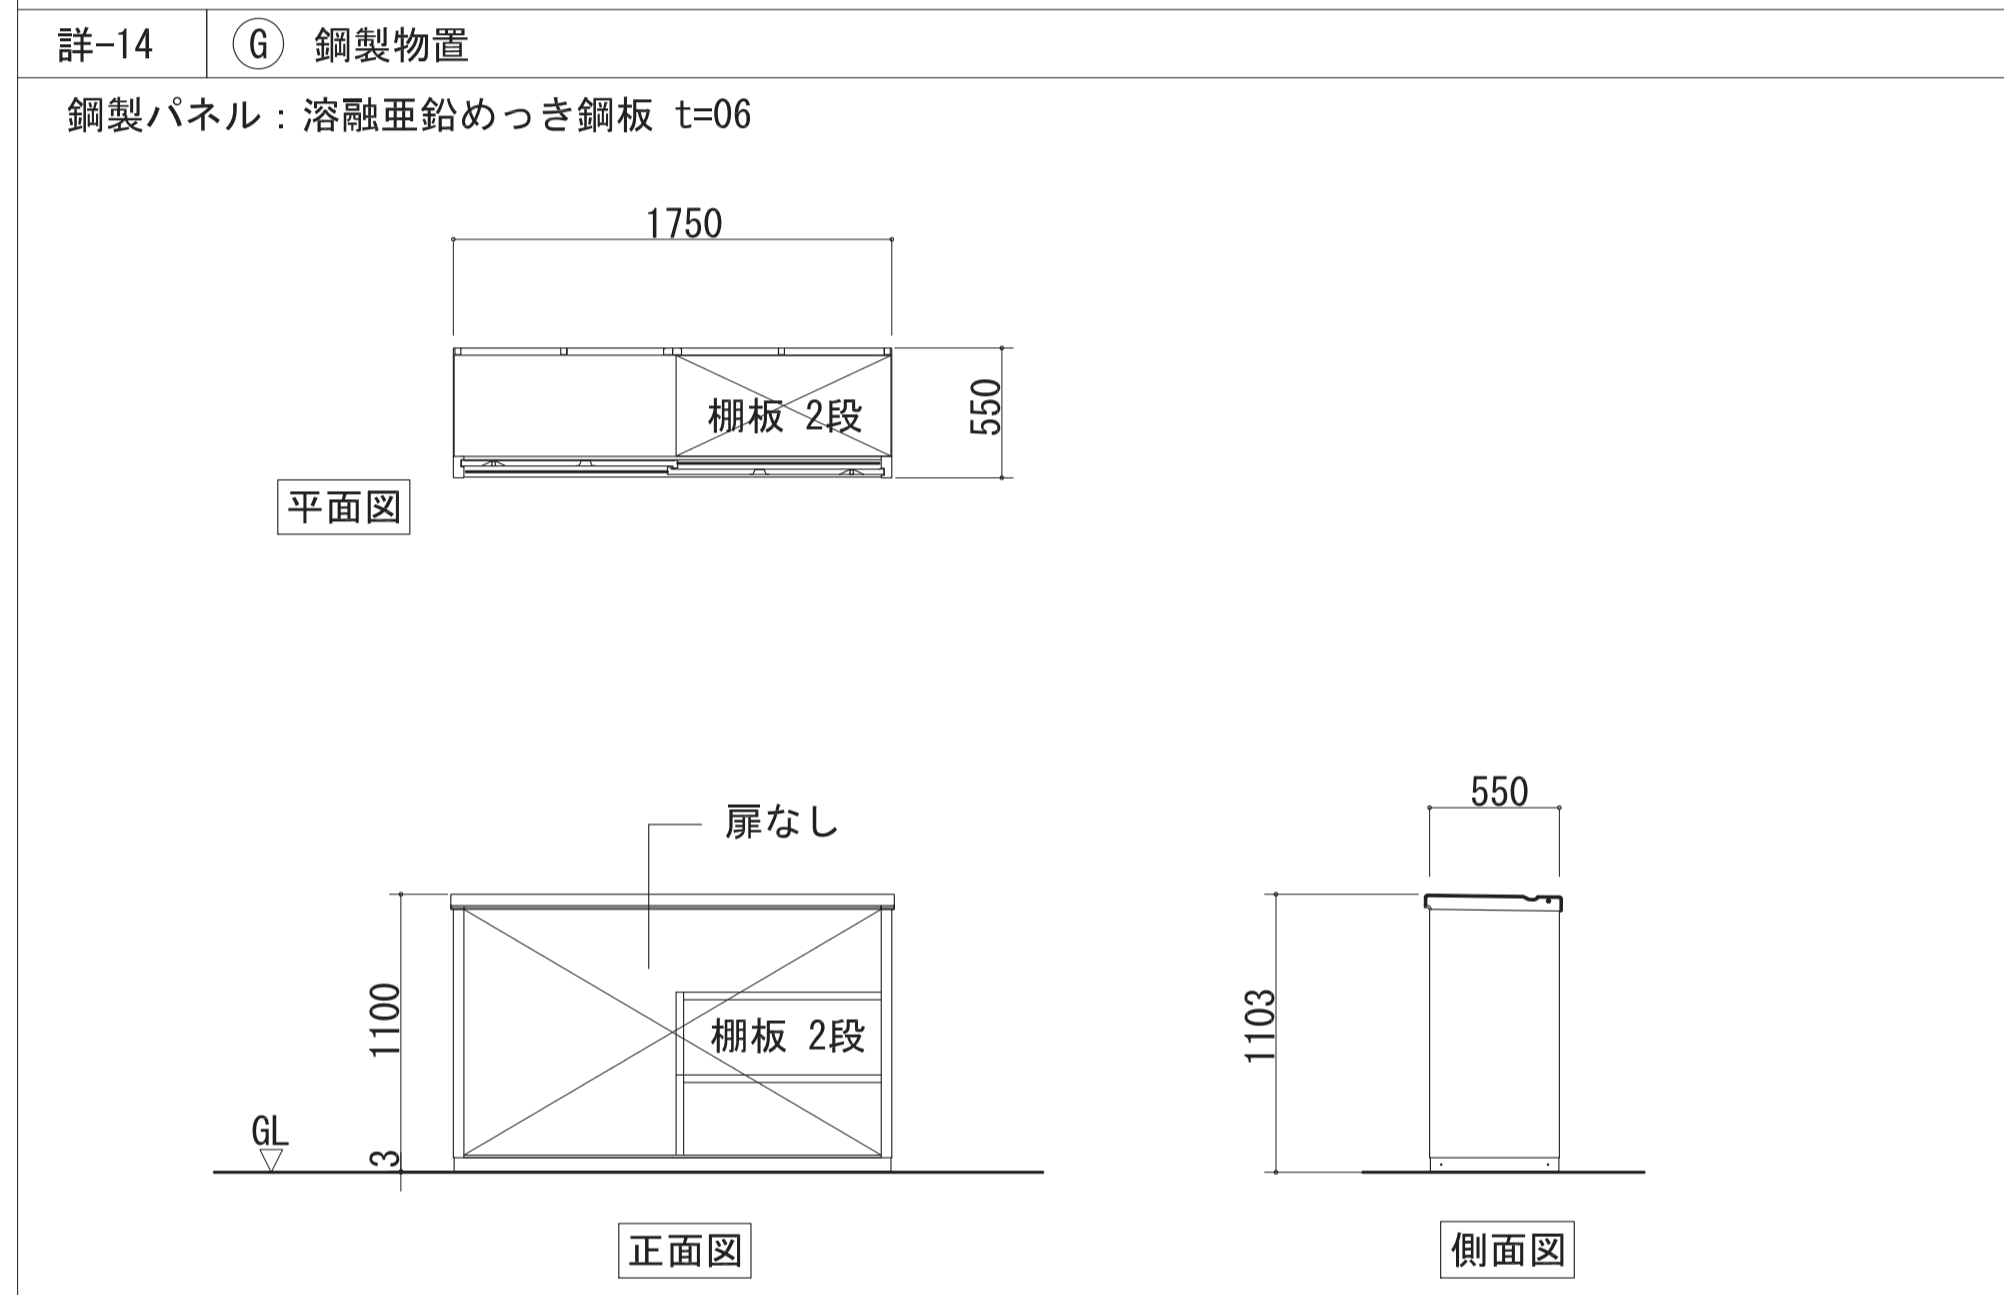 詳-14 G 鋼製物置
鋼製パネル：溶融亜鉛めっき鋼板 t=06
1750
棚板 2段
550
平面図
扉なし
550
1100
棚板 2段
1103
GL
3
正面図
側面図